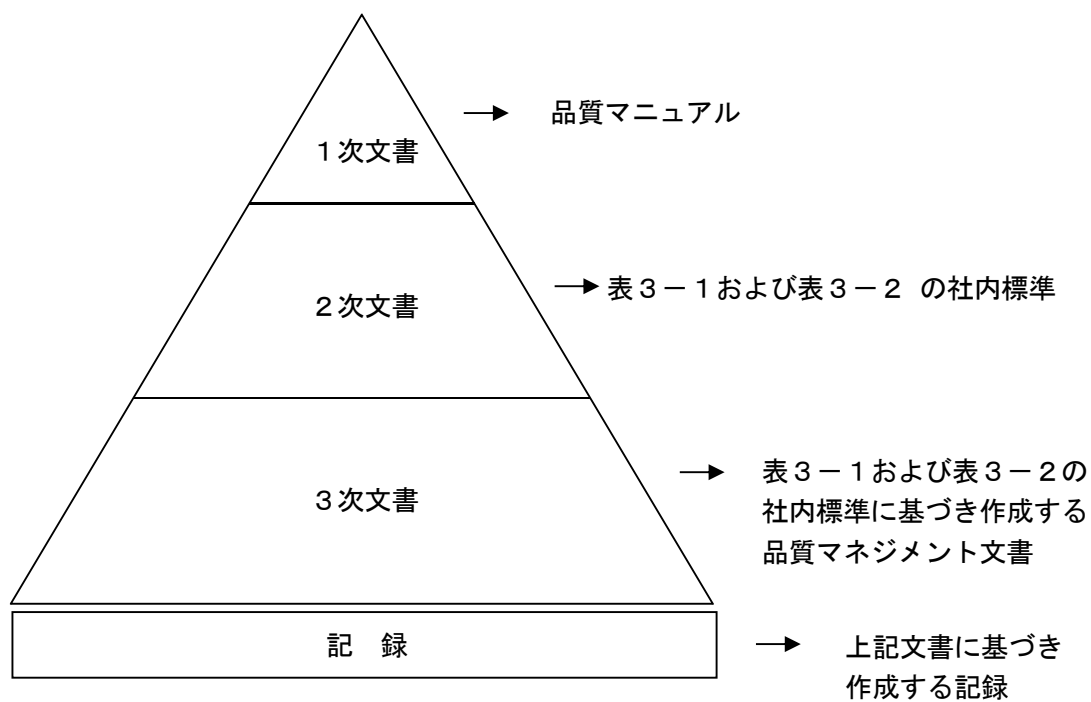 品質マニュアル
1次文書
2次文書
表3-1および表3-2 の社内標準
3次文書
表3-1および表3-2の
社内標準に基づき作成する
品質マネジメント文書
記 録
上記文書に基づき
作成する記録